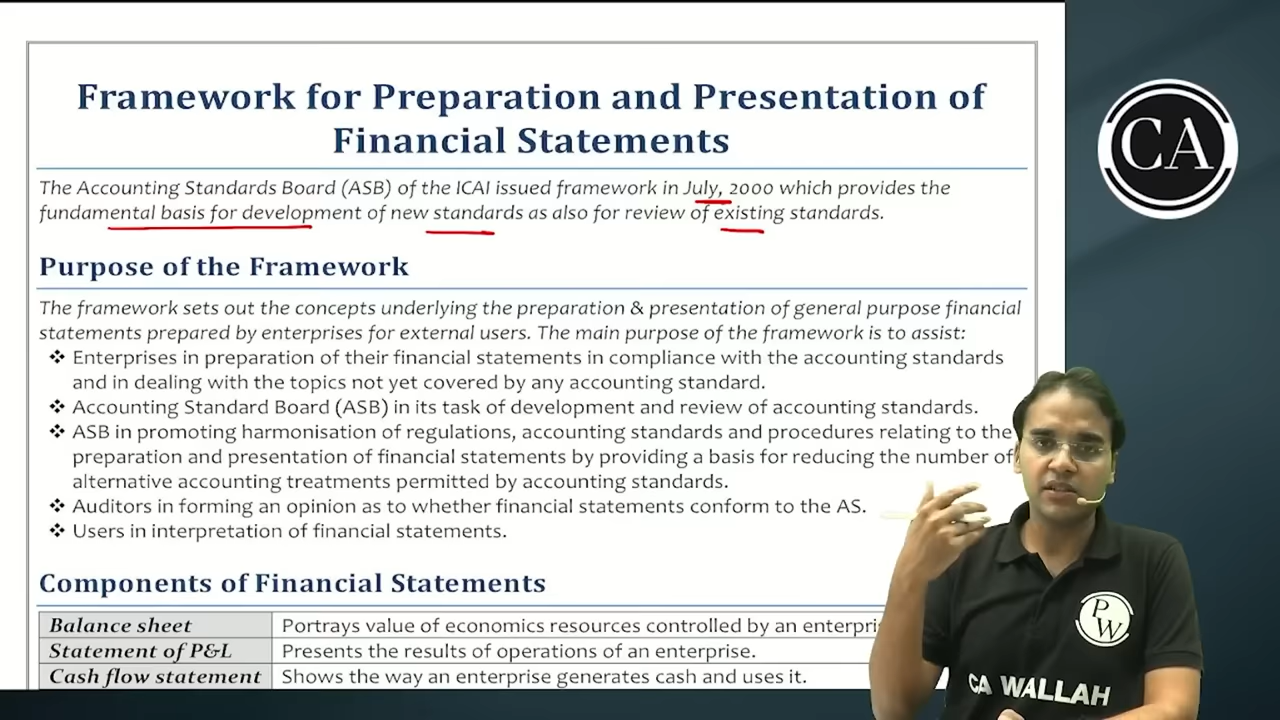 Framework for Preparation and Presentation of
Financial Statements
The Accounting Standards Board (ASB) of the ICAI issued framework in July, 2000 which provides the
fundamental basis for development of new standards as also for review of existing standards.
Purpose of the Framework
The framework sets out the concepts underlying the preparation & presentation of general purpose financial
statements prepared by enterprises for external users. The main purpose of the framework is to assist:
❖ Enterprises in preparation of their financial statements in compliance with the accounting standards
and in dealing with the topics not yet covered by any accounting standard.
❖ Accounting Standard Board (ASB) in its task of development and review of accounting standards.
❖ ASB in promoting harmonisation of regulations, accounting standards and procedures relating to the
preparation and presentation of financial statements by providing a basis for reducing the number of
alternative accounting treatments permitted by accounting standards.
❖ Auditors in forming an opinion as to whether financial statements conform to the AS.
❖ Users in interpretation of financial statements.
Components of Financial Statements
Balance sheet Portrays value of economics resources controlled by an
Statement of P&L Presents the results of operations of an enterprise.
Cash flow statement Shows the way an enterprise generates cash and uses it.
CA
PW
CA WALLAH